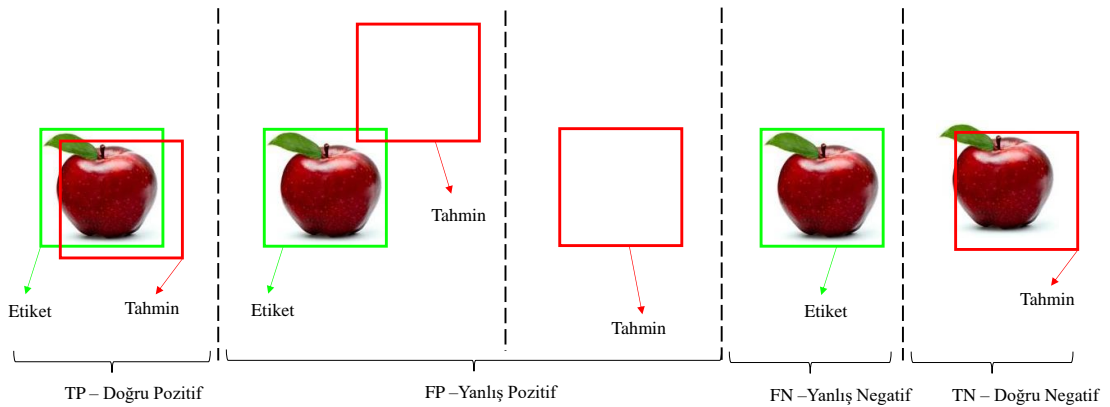 Etiket
Tahmin
Etiket
Tahmin
Tahmin
Etiket
Tahmin
TP – Doğru Pozitif
FP –Yanlış Pozitif
FN –Yanlış Negatif
TN – Doğru Negatif